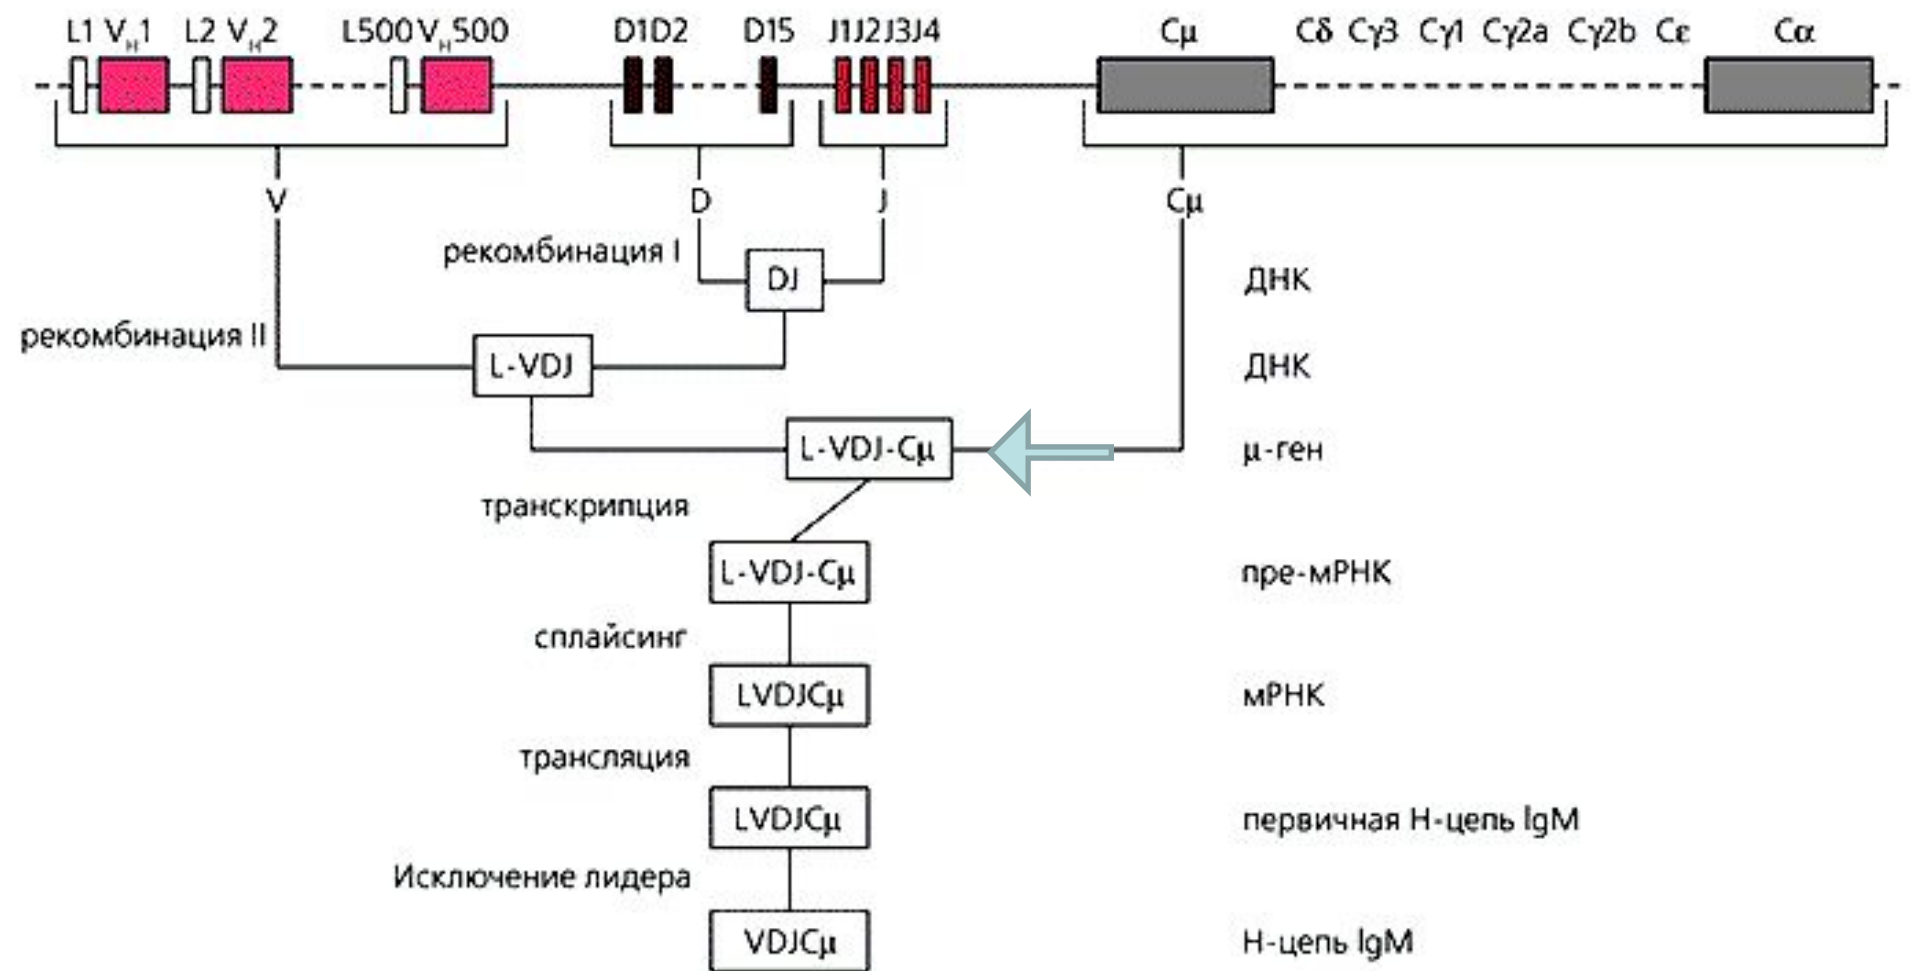 L1 VH1 L2 VH2 L500 VH500 D1D2 D15 J1J2J3J4 Cμ Cδ Cγ3 Cγ1 Cγ2a Cγ2b Cε Cα
V D J Cμ
рекомбинация I DJ ДНК
рекомбинация II L-VDJ ДНК
L-VDJ-Cμ μ-ген
транскрипция
L-VDJ-Cμ пре-мРНК
сплайсинг
LVDJCμ мРНК
трансляция
LVDJCμ первичная Н-цепь IgM
Исключение лидера
VDJCμ Н-цепь IgM